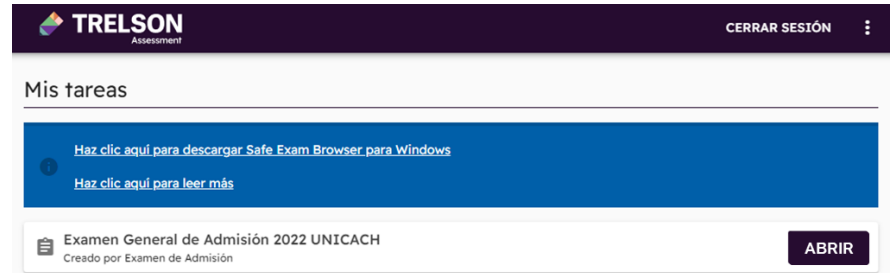 TRELSON
Assessment
CERRAR SESIÓN
Mis tareas
Haz clic aquí para descargar Safe Exam Browser para Windows
Haz clic aquí para leer más
Examen General de Admisión 2022 UNICACH
Creado por Examen de Admisión
ABRIR